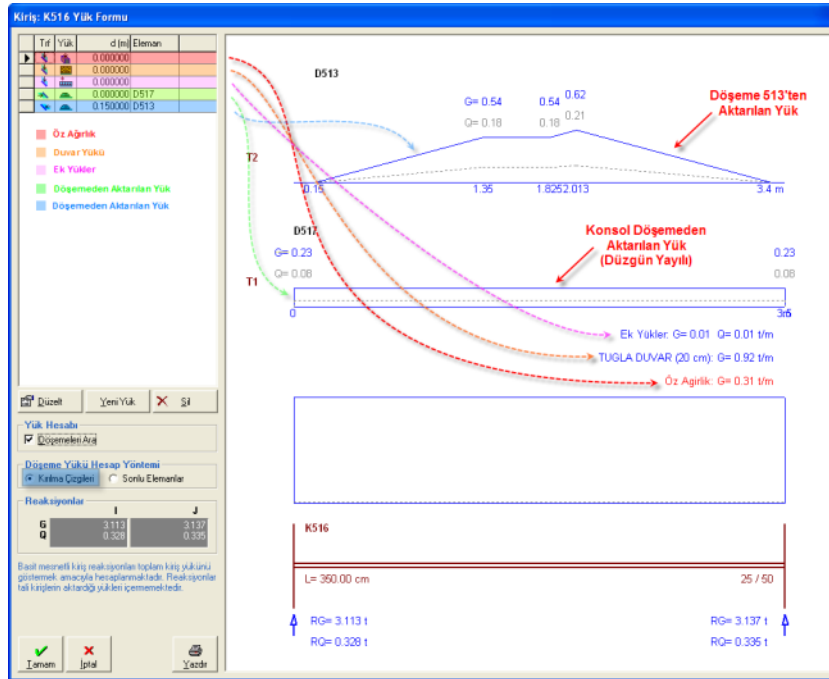 Kiriş: K516 Yük Formu
Trf Yük d (m) Eleman
0.000000
0.000000
0.000000
0.000000 D517
0.150000 D513
Öz Ağırlık
Duvar Yükü
Ek Yükler
Döşemeden Aktarılan Yük
Döşemeden Aktarılan Yük
Düzelt Yeni Yük Sil
Yük Hesabı
Döşemeleri Ara
Döşeme Yükü Hesap Yöntemi
Kırılma Çizgileri Sonlu Elemanlar
Reaksiyonlar
I J
G 3.113 3.137
Q 0.328 0.335
Basit mesnetli kiriş reaksiyonları toplam kiriş yükünü
göstermek amacıyla hesaplanmaktadır. Reaksiyonlar
tali kirişlerin aktardığı yükleri içermemektedir.
Tamam İptal Yazdır
D513
G= 0.54 0.54 0.62
Q= 0.18 0.18 0.21
Döşeme 513'ten
Aktarılan Yük
T2
0.15 1.35 1.825 2.013 3.4 m
D517
Konsol Döşemeden
Aktarılan Yük
(Düzgün Yayılı)
G= 0.23 0.23
Q= 0.08 0.08
T1
0
Ek Yükler: G= 0.01 Q= 0.01 t/m
TUGLA DUVAR (20 cm): G= 0.92 t/m
Öz Agirlik: G= 0.31 t/m
K516
L= 350.00 cm 25 / 50
RG= 3.113 t RG= 3.137 t
RQ= 0.328 t RQ= 0.335 t